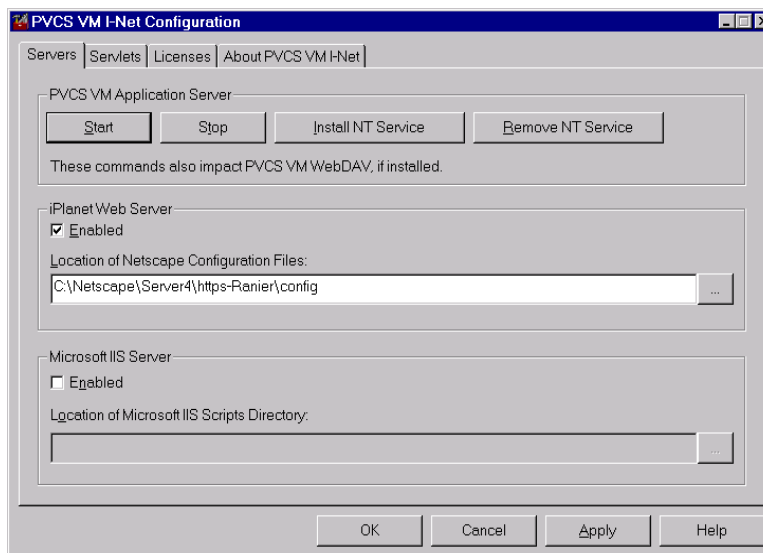 PVCS VM I-Net Configuration
Servers Servlets Licenses About PVCS VM I-Net
PVCS VM Application Server
Start Stop Install NT Service Remove NT Service
These commands also impact PVCS VM WebDAV, if installed.
iPlanet Web Server
Enabled
Location of Netscape Configuration Files:
C:\Netscape\Server4\https-Ranier\config
...
Microsoft IIS Server
Enabled
Location of Microsoft IIS Scripts Directory:
...
OK Cancel Apply Help